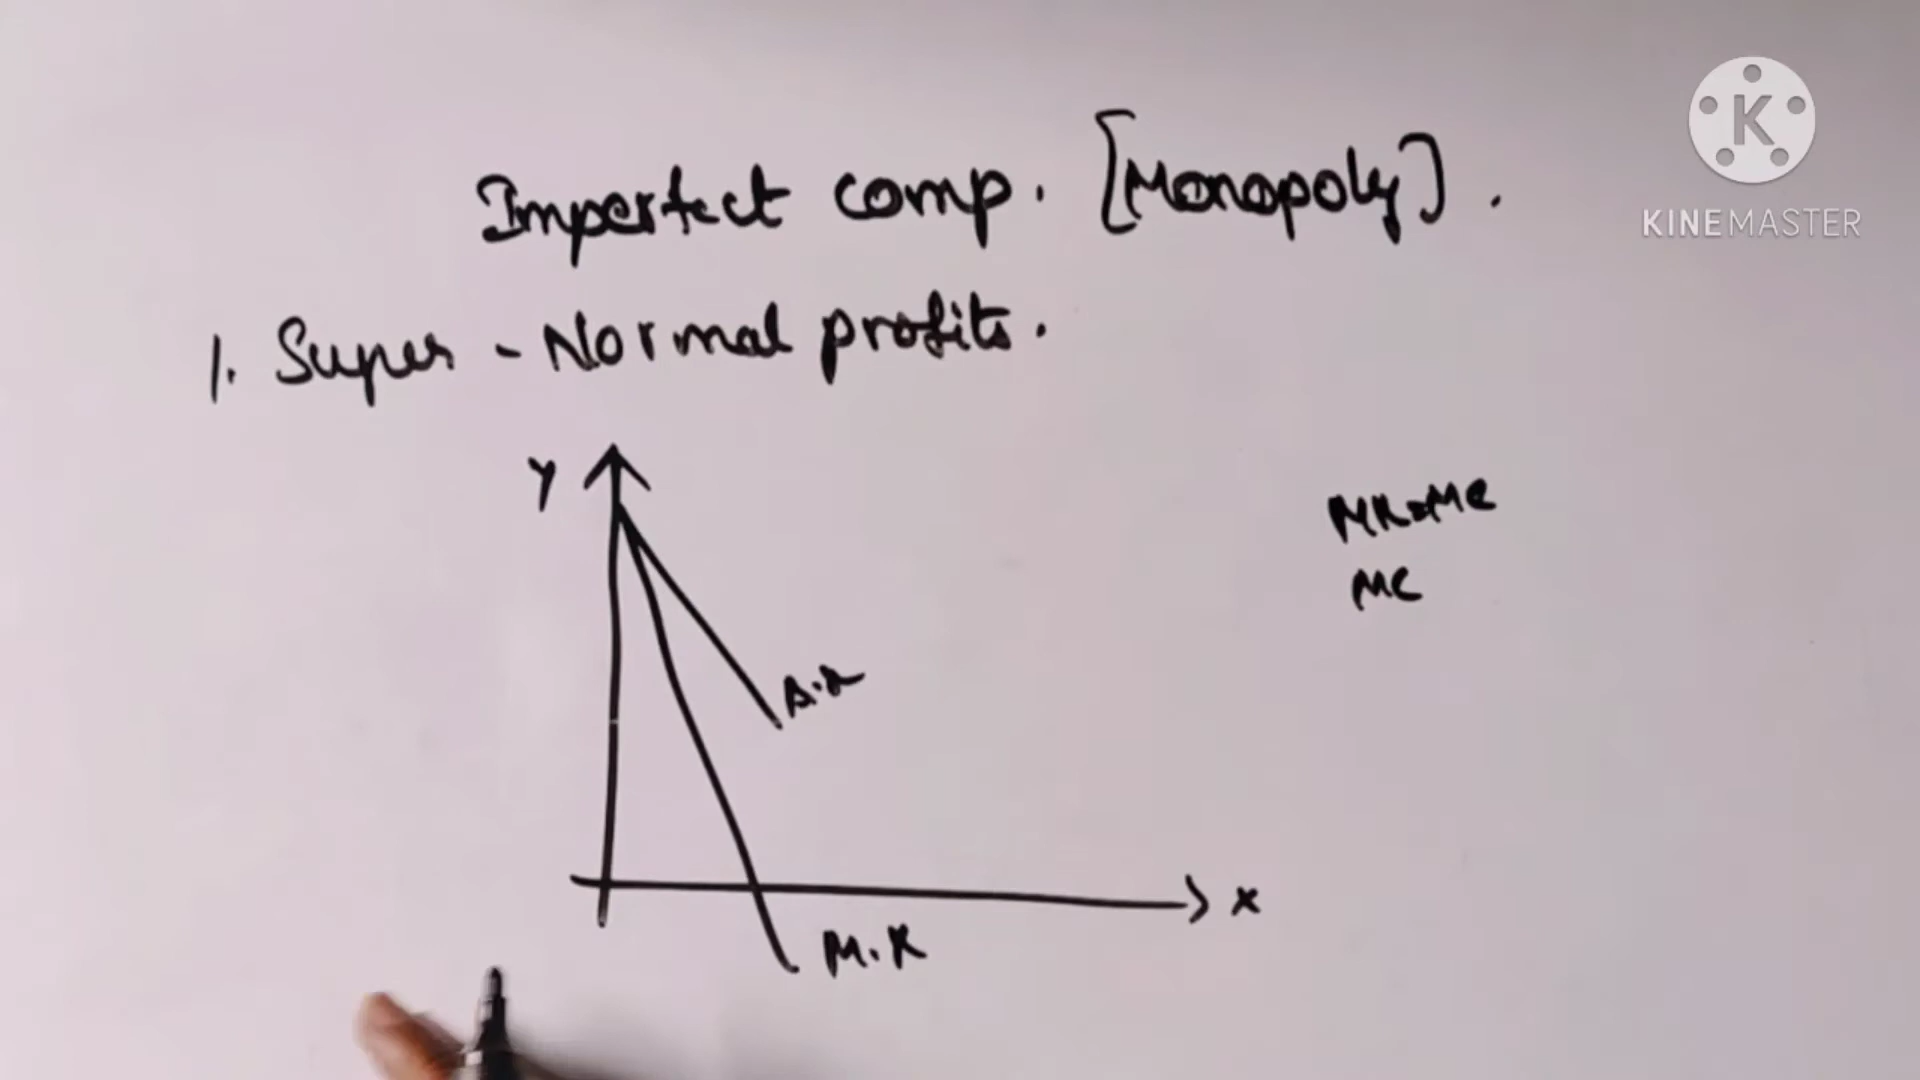 Imperfect comp. [Monopoly].
K
KINEMASTER
1. Super - Normal profits.
Y
MR=MC
MC
A.R
X
M.R